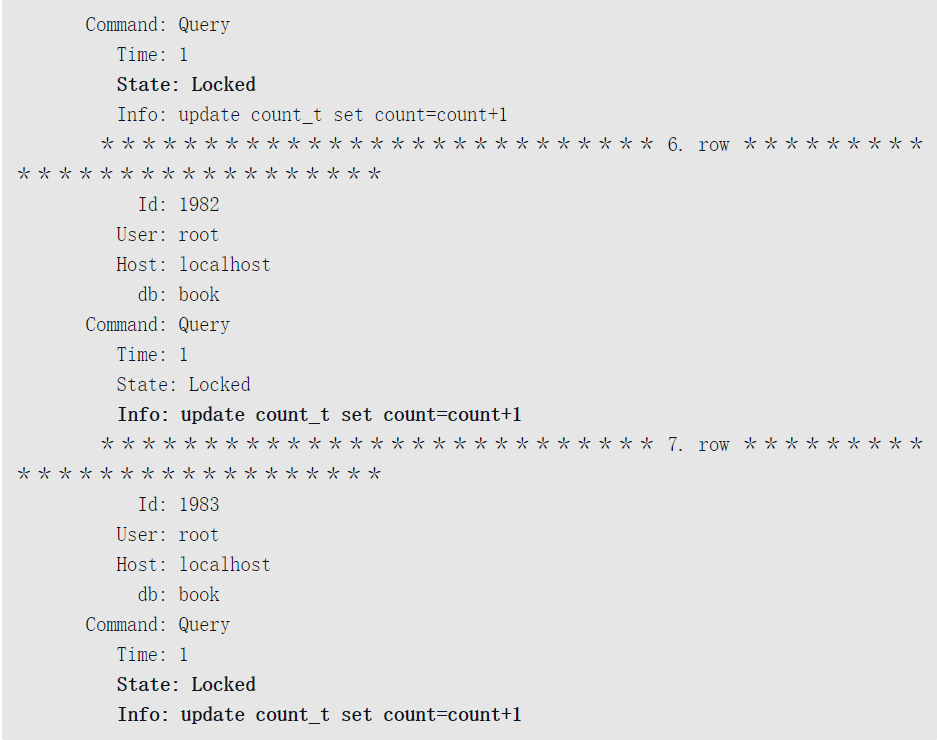 Command: Query
Time: 1
State: Locked
Info: update count_t set count=count+1
*************************** 6. row *********
******************
Id: 1982
User: root
Host: localhost
db: book
Command: Query
Time: 1
State: Locked
Info: update count_t set count=count+1
*************************** 7. row *********
******************
Id: 1983
User: root
Host: localhost
db: book
Command: Query
Time: 1
State: Locked
Info: update count_t set count=count+1